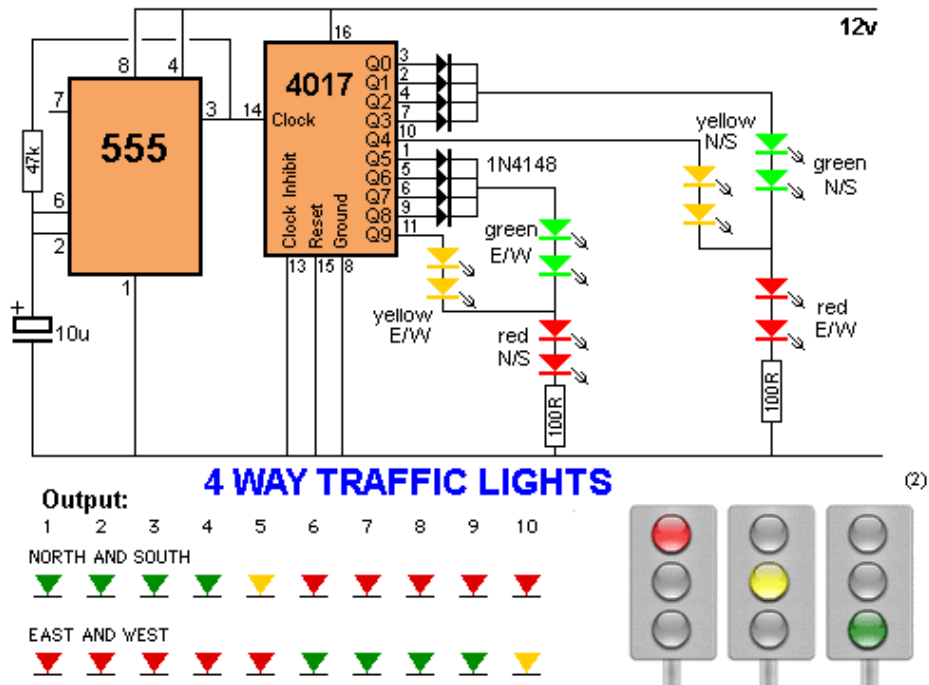 12v
16
8
4
3
Q0
4017
2
Q1
4
Q2
7
3
14
7
Q3
Clock
10
Q4
yellow
N/S
555
1
Q5
1N4148
green
N/S
47k
5
Q6
6
6
Q7
9
Q8
2
11
Q9
green
E/W
Clock Inhibit
Reset
Ground
13
15
8
1
+
10u
yellow
E/W
red
N/S
red
E/W
100R
100R
4 WAY TRAFFIC LIGHTS
(2)
Output:
1 2 3 4 5 6 7 8 9 10
NORTH AND SOUTH
EAST AND WEST